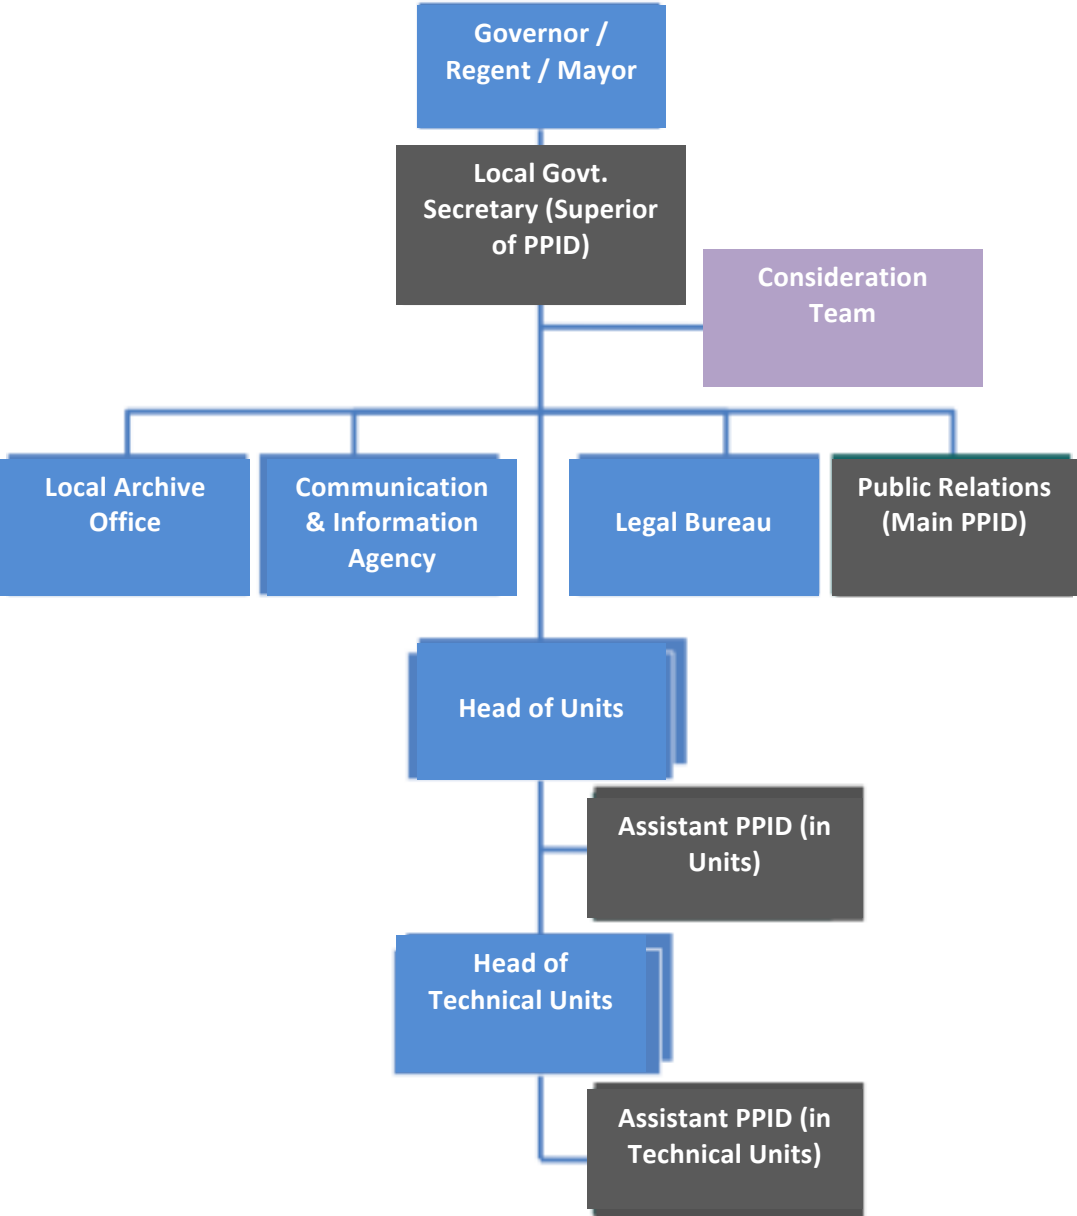 Governor /
Regent / Mayor
Local Govt.
Secretary (Superior
of PPID)
Consideration
Team
Local Archive
Office
Communication
& Information
Agency
Legal Bureau
Public Relations
(Main PPID)
Head of Units
Assistant PPID (in
Units)
Head of
Technical Units
Assistant PPID (in
Technical Units)